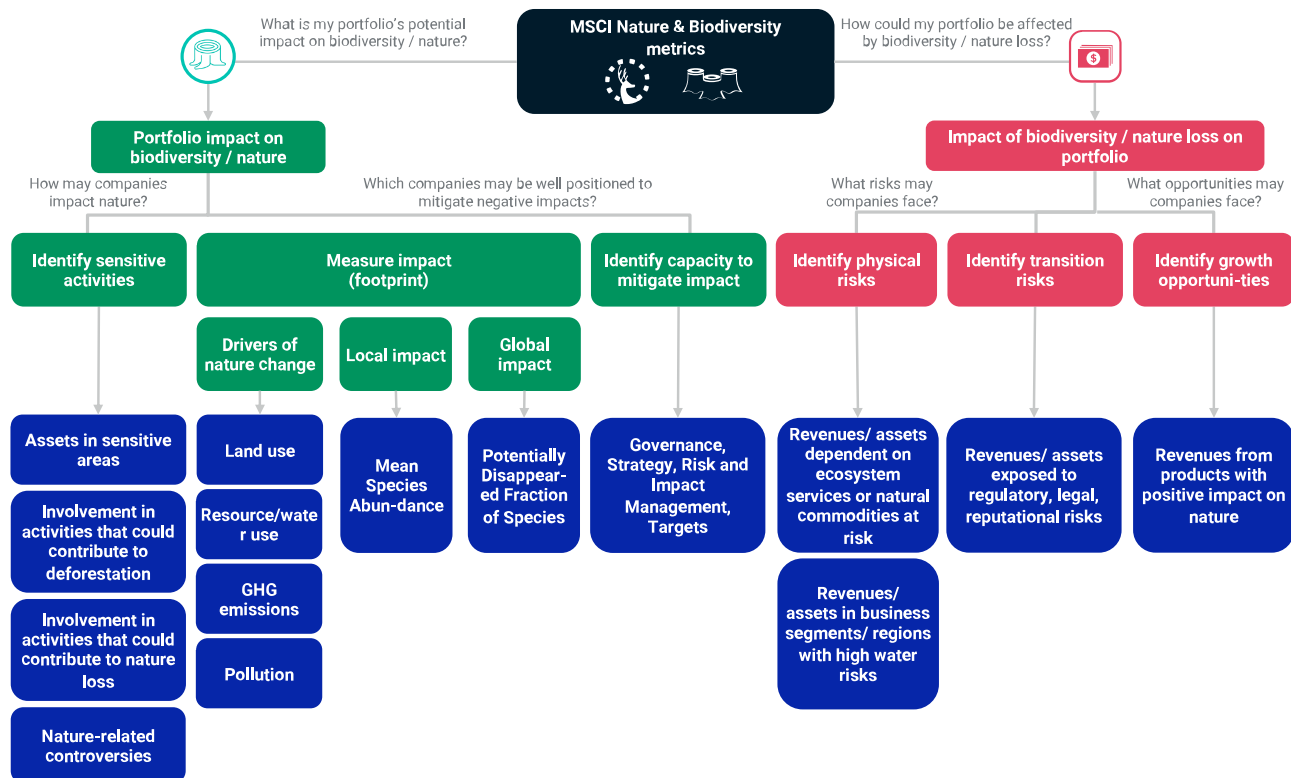 What is my portfolio's potential
impact on biodiversity / nature?
MSCI Nature & Biodiversity
metrics
How could my portfolio be affected
by biodiversity / nature loss?
$
Portfolio impact on
biodiversity / nature
Impact of biodiversity / nature loss on
portfolio
How may companies
impact nature?
Which companies may be well positioned to
mitigate negative impacts?
What risks may
companies face?
What opportunities may
companies face?
Identify sensitive
activities
Measure impact
(footprint)
Identify capacity to
mitigate impact
Identify physical
risks
Identify transition
risks
Identify growth
opportuni-ties
Drivers of
nature change
Local impact
Global
impact
Assets in sensitive
areas
Involvement in
activities that could
contribute to
deforestation
Involvement in
activities that could
contribute to nature
loss
Nature-related
controversies
Land use
Resource/wate
r use
GHG
emissions
Pollution
Mean
Species
Abun-dance
Potentially
Disappear-
ed Fraction
of Species
Governance,
Strategy, Risk and
Impact
Management,
Targets
Revenues/ assets
dependent on
ecosystem
services or natural
commodities at
risk
Revenues/
assets in business
segments/ regions
with high water
risks
Revenues/ assets
exposed to
regulatory, legal,
reputational risks
Revenues from
products with
positive impact on
nature